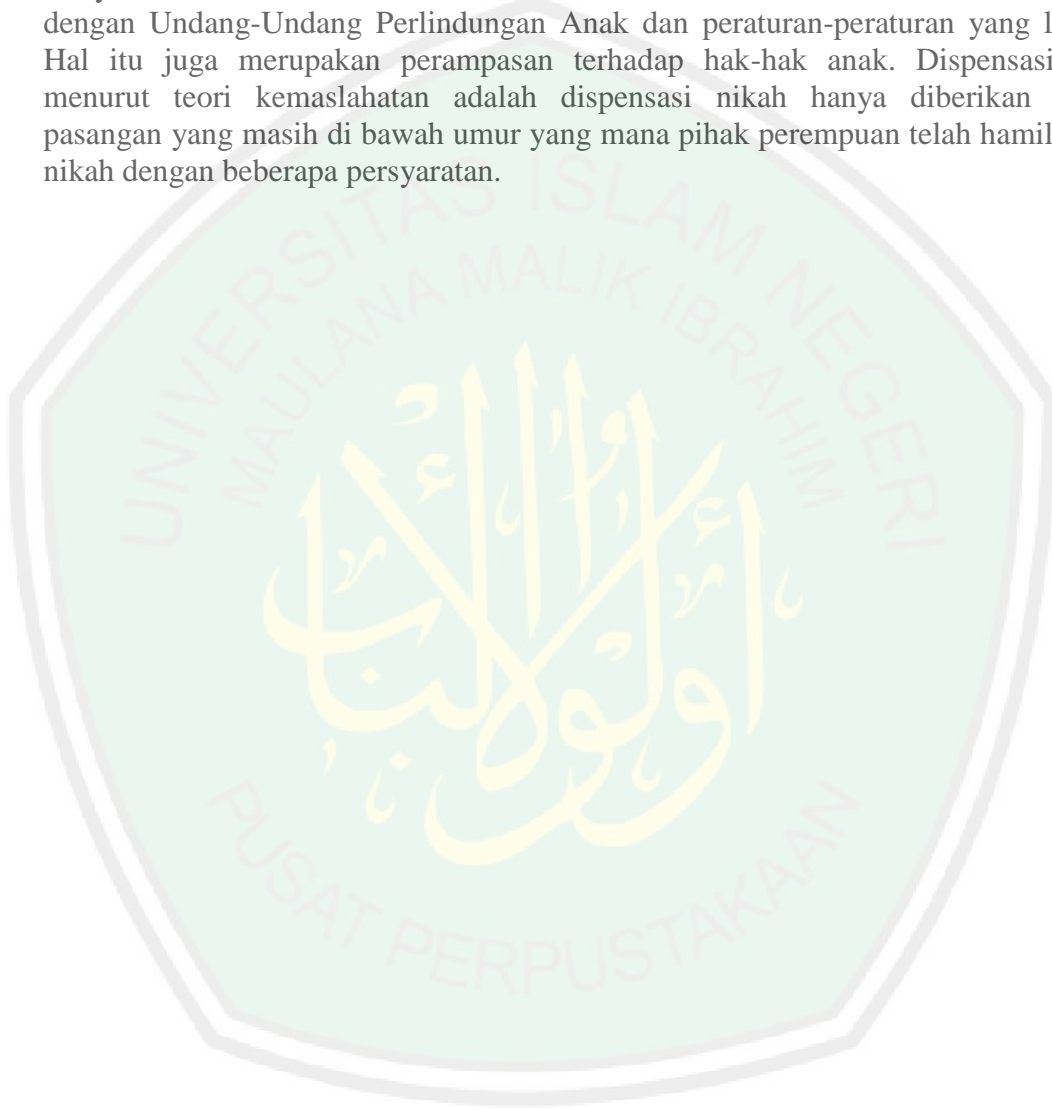 dengan Undang-Undang Perlindungan Anak dan peraturan-peraturan yang
Hal itu juga merupakan perampasan terhadap hak-hak anak. Dispensasi
menurut teori kemaslahatan adalah dispensasi nikah hanya diberikan
pasangan yang masih di bawah umur yang mana pihak perempuan telah hamil
nikah dengan beberapa persyaratan.
UNIVERSITAS ISLAM NEGERI
MAULANA MALIK IBRAHIM
أولوا الألباب
PUSAT PERPUSTAKAAN